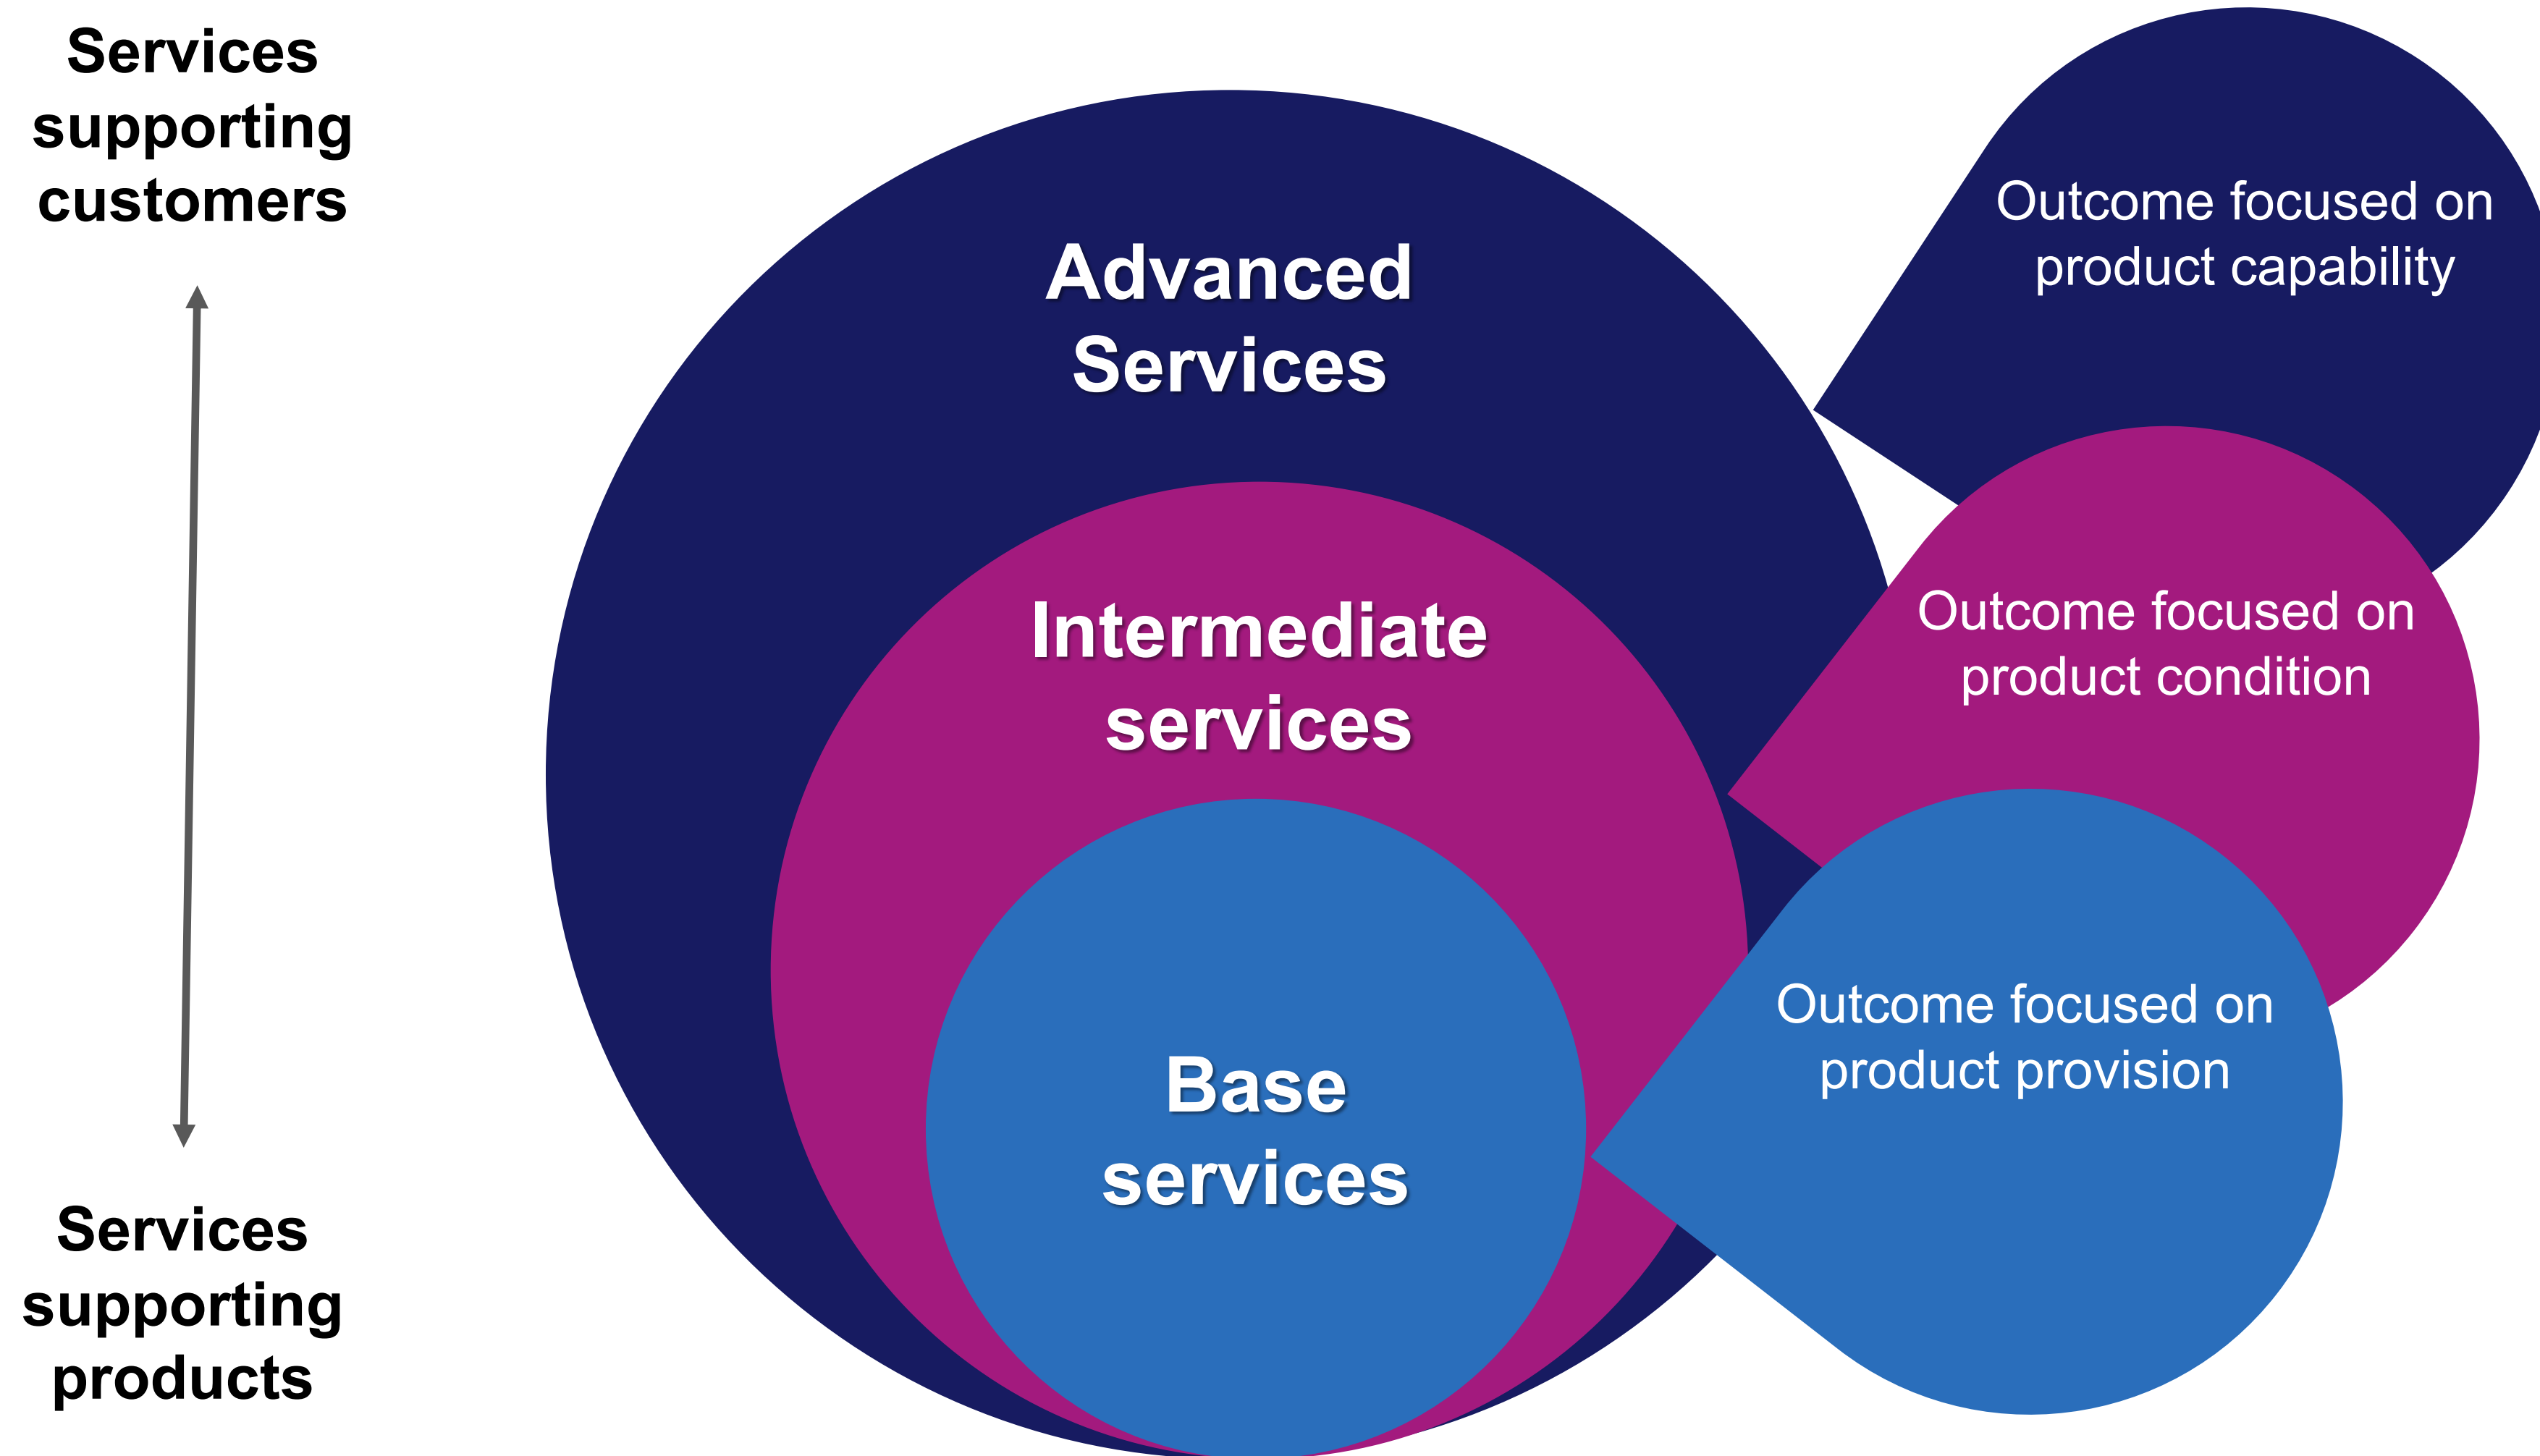 Services
supporting
customers
Services
supporting
products
Advanced
Services
Intermediate
services
Base
services
Outcome focused on
product capability
Outcome focused on
product condition
Outcome focused on
product provision